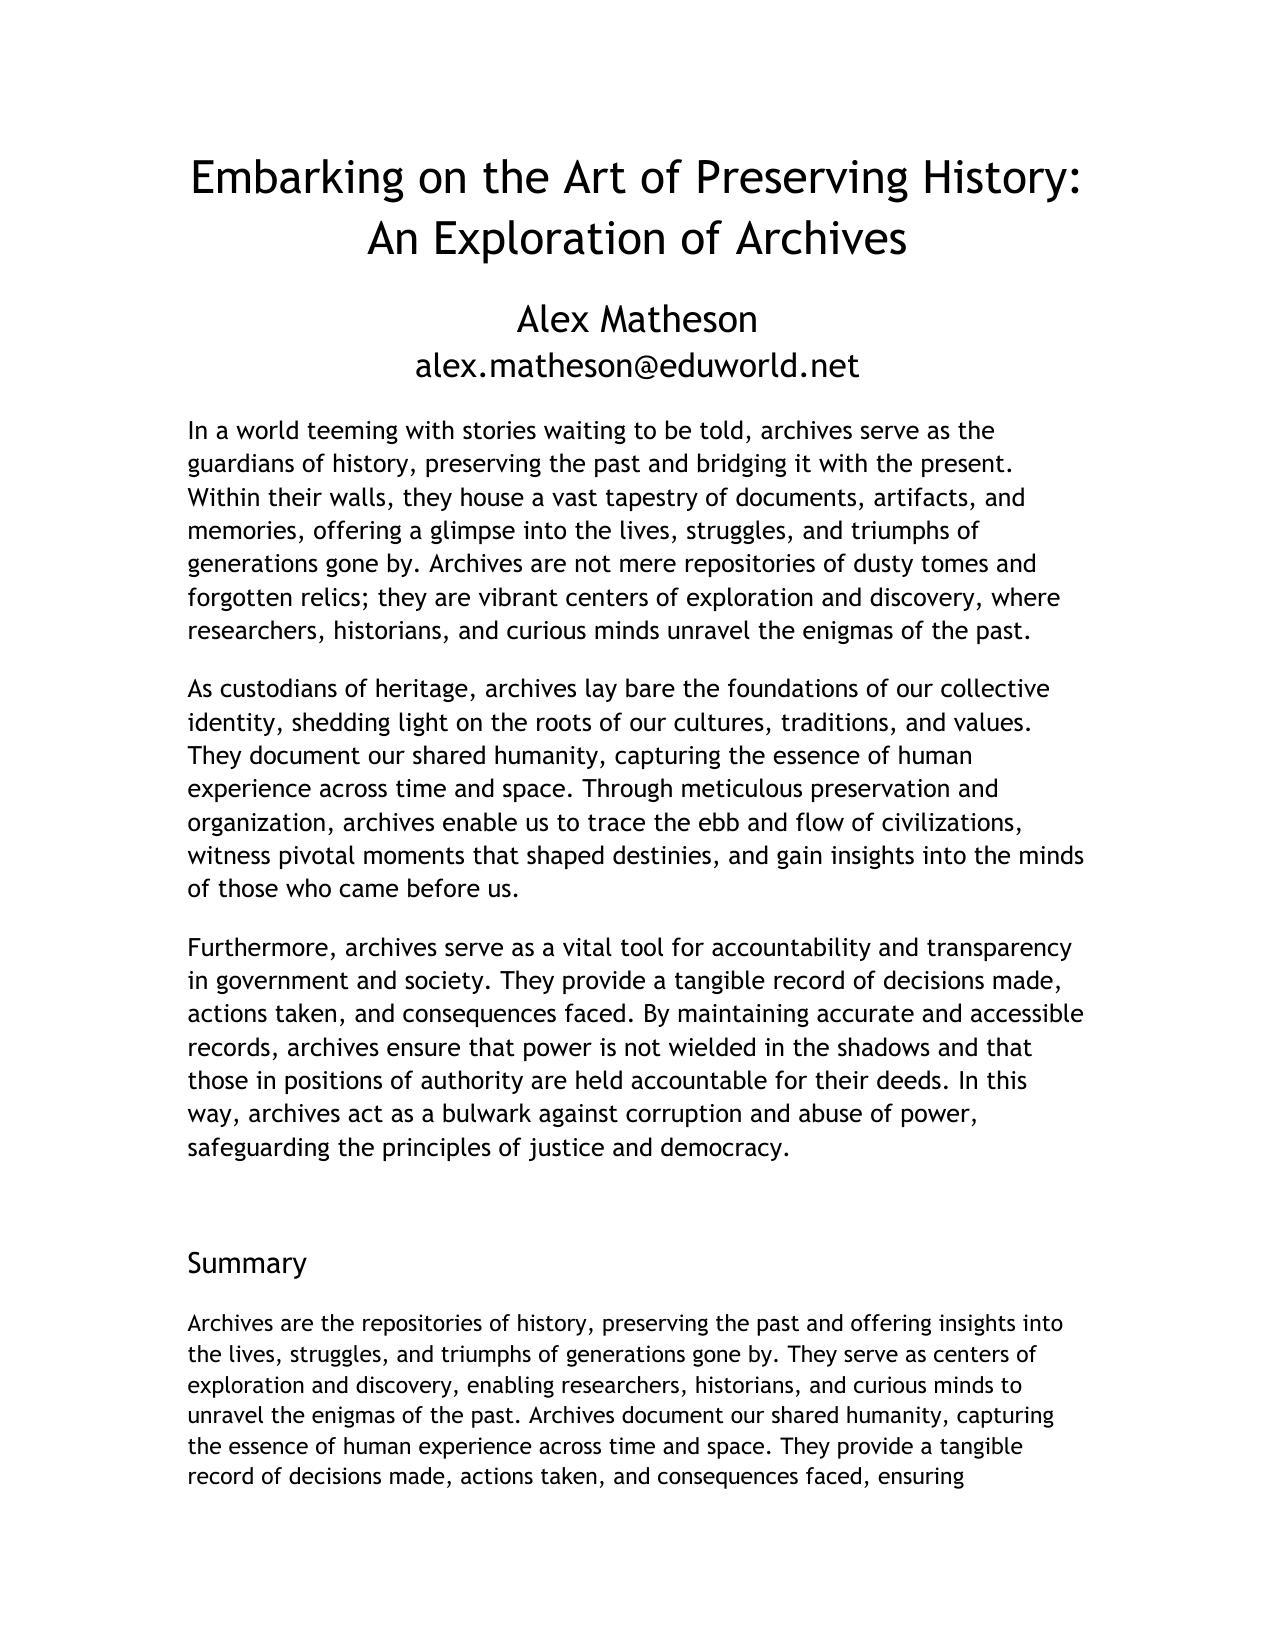 Embarking on the Art of Preserving History:
An Exploration of Archives
Alex Matheson
alex.matheson@eduworld.net
In a world teeming with stories waiting to be told, archives serve as the
guardians of history, preserving the past and bridging it with the present.
Within their walls, they house a vast tapestry of documents, artifacts, and
memories, offering a glimpse into the lives, struggles, and triumphs of
generations gone by. Archives are not mere repositories of dusty tomes and
forgotten relics; they are vibrant centers of exploration and discovery, where
researchers, historians, and curious minds unravel the enigmas of the past.
As custodians of heritage, archives lay bare the foundations of our collective
identity, shedding light on the roots of our cultures, traditions, and values.
They document our shared humanity, capturing the essence of human
experience across time and space. Through meticulous preservation and
organization, archives enable us to trace the ebb and flow of civilizations,
witness pivotal moments that shaped destinies, and gain insights into the minds
of those who came before us.
Furthermore, archives serve as a vital tool for accountability and transparency
in government and society. They provide a tangible record of decisions made,
actions taken, and consequences faced. By maintaining accurate and accessible
records, archives ensure that power is not wielded in the shadows and that
those in positions of authority are held accountable for their deeds. In this
way, archives act as a bulwark against corruption and abuse of power,
safeguarding the principles of justice and democracy.
Summary
Archives are the repositories of history, preserving the past and offering insights into
the lives, struggles, and triumphs of generations gone by. They serve as centers of
exploration and discovery, enabling researchers, historians, and curious minds to
unravel the enigmas of the past. Archives document our shared humanity, capturing
the essence of human experience across time and space. They provide a tangible
record of decisions made, actions taken, and consequences faced, ensuring